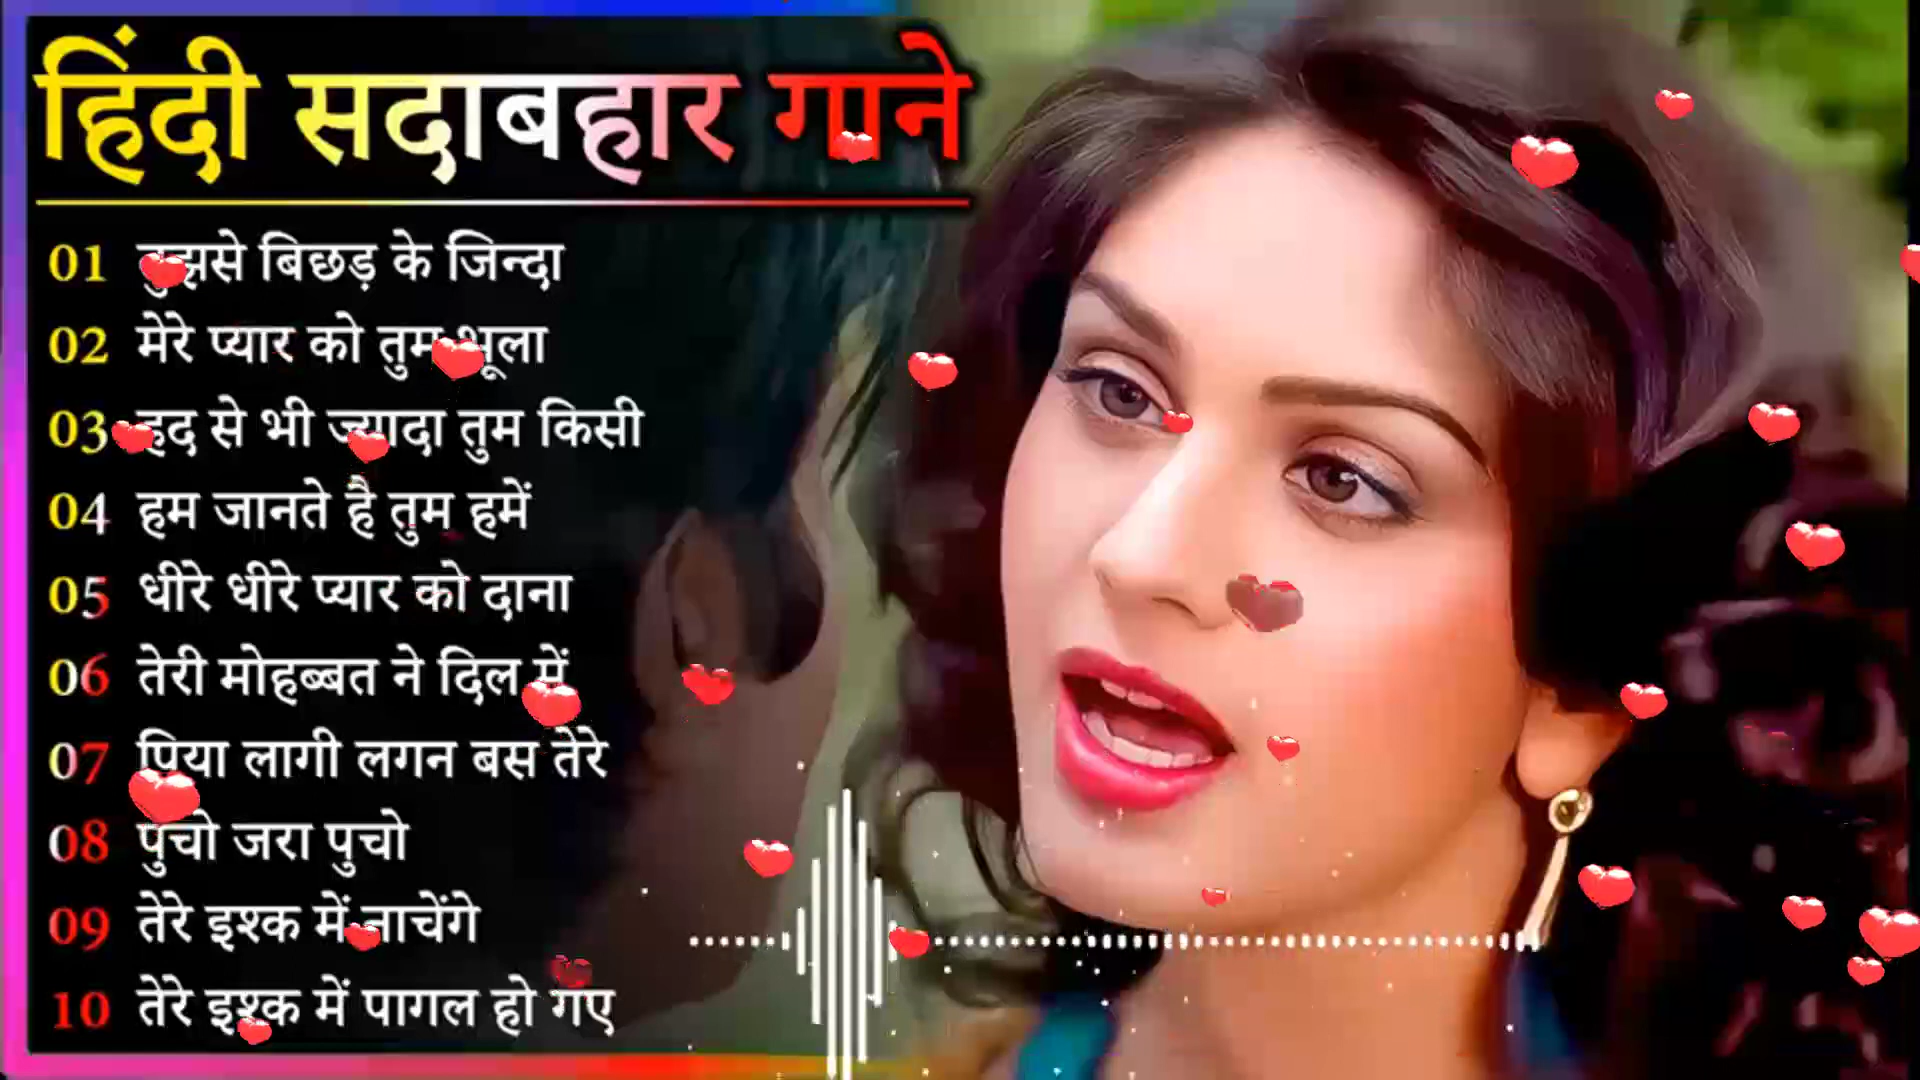 हिंदी सदाबहार गाने
01 तुझसे बिछड़ के जिन्दा
02 मेरे प्यार को तुम भूला
03 हद से भी ज्यादा तुम किसी
04 हम जानते है तुम हमें
05 धीरे धीरे प्यार को दाना
06 तेरी मोहब्बत ने दिल में
07 पिया लागी लगन बस तेरे
08 पुचो जरा पुचो
09 तेरे इश्क में नाचेंगे
10 तेरे इश्क में पागल हो गए